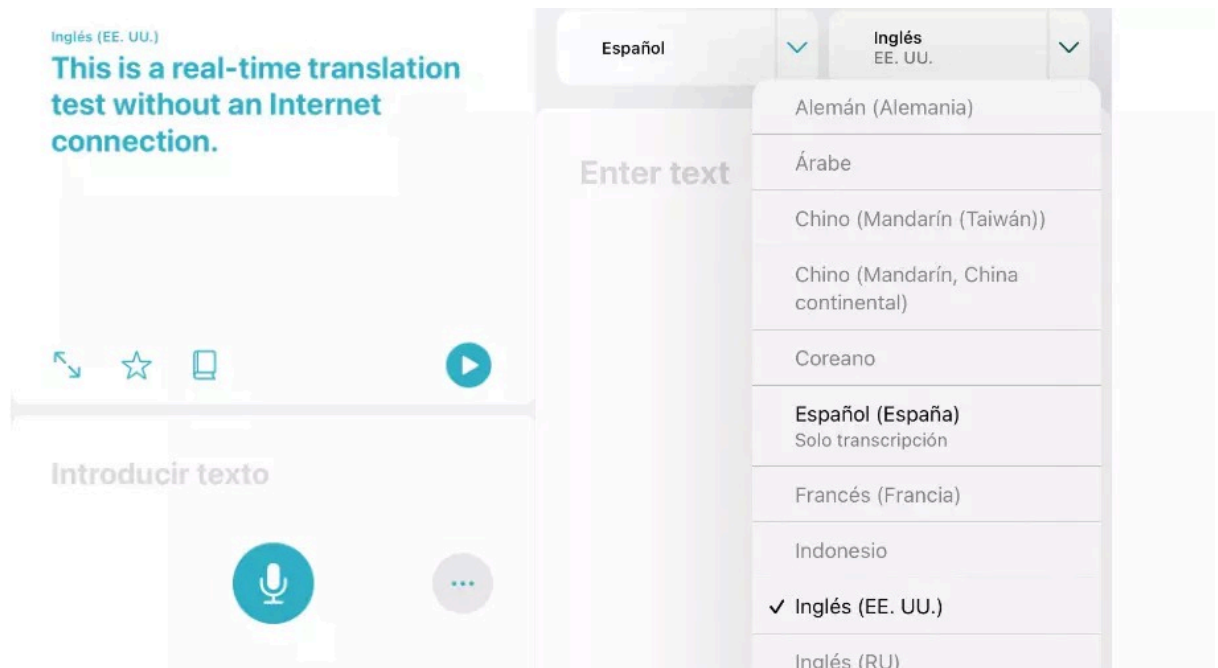 Inglés (EE. UU.)
This is a real-time translation
test without an Internet
connection.
Introducir texto
Español
Inglés
EE. UU.
Enter text
Alemán (Alemania)
Árabe
Chino (Mandarín (Taiwán))
Chino (Mandarín, China
continental)
Coreano
Español (España)
Solo transcripción
Francés (Francia)
Indonesio
Inglés (EE. UU.)
Inglés (RU)